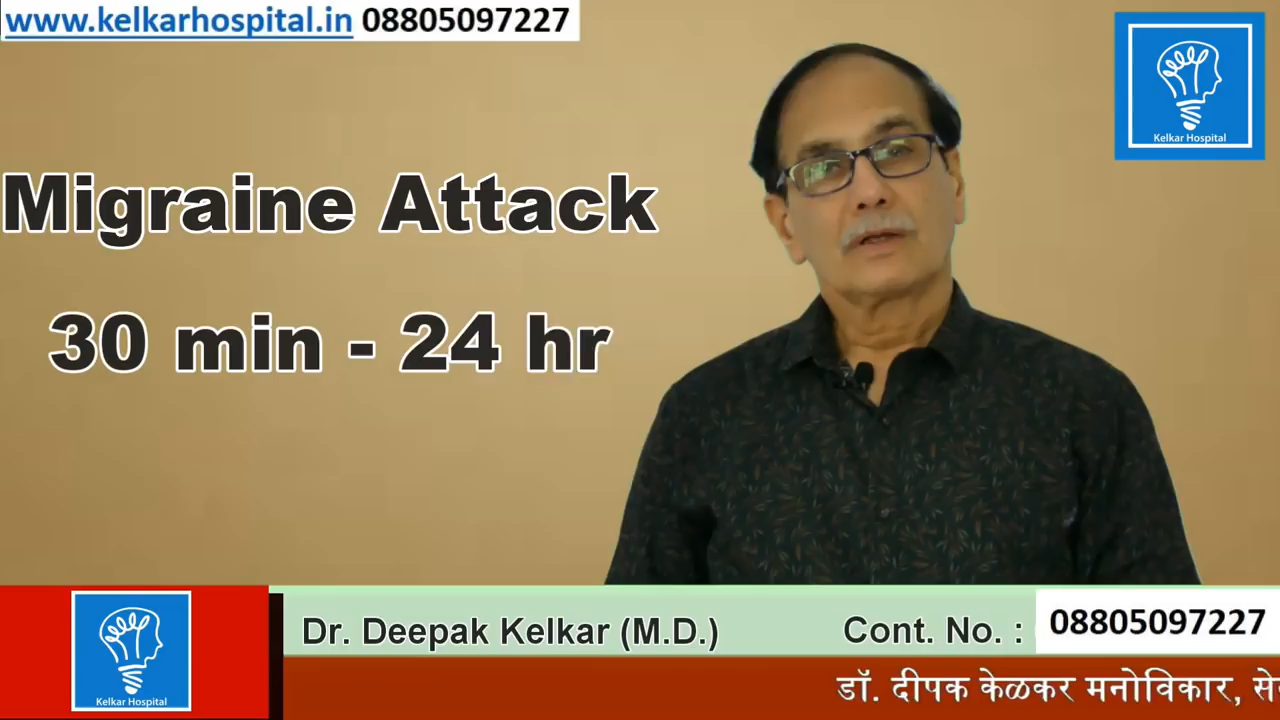 www.kelkarhospital.in 08805097227
Kelkar Hospital
Migraine Attack
30 min - 24 hr
Kelkar Hospital
Dr. Deepak Kelkar (M.D.)
Cont. No. : 08805097227
डॉ. दीपक केळकर मनोविकार,